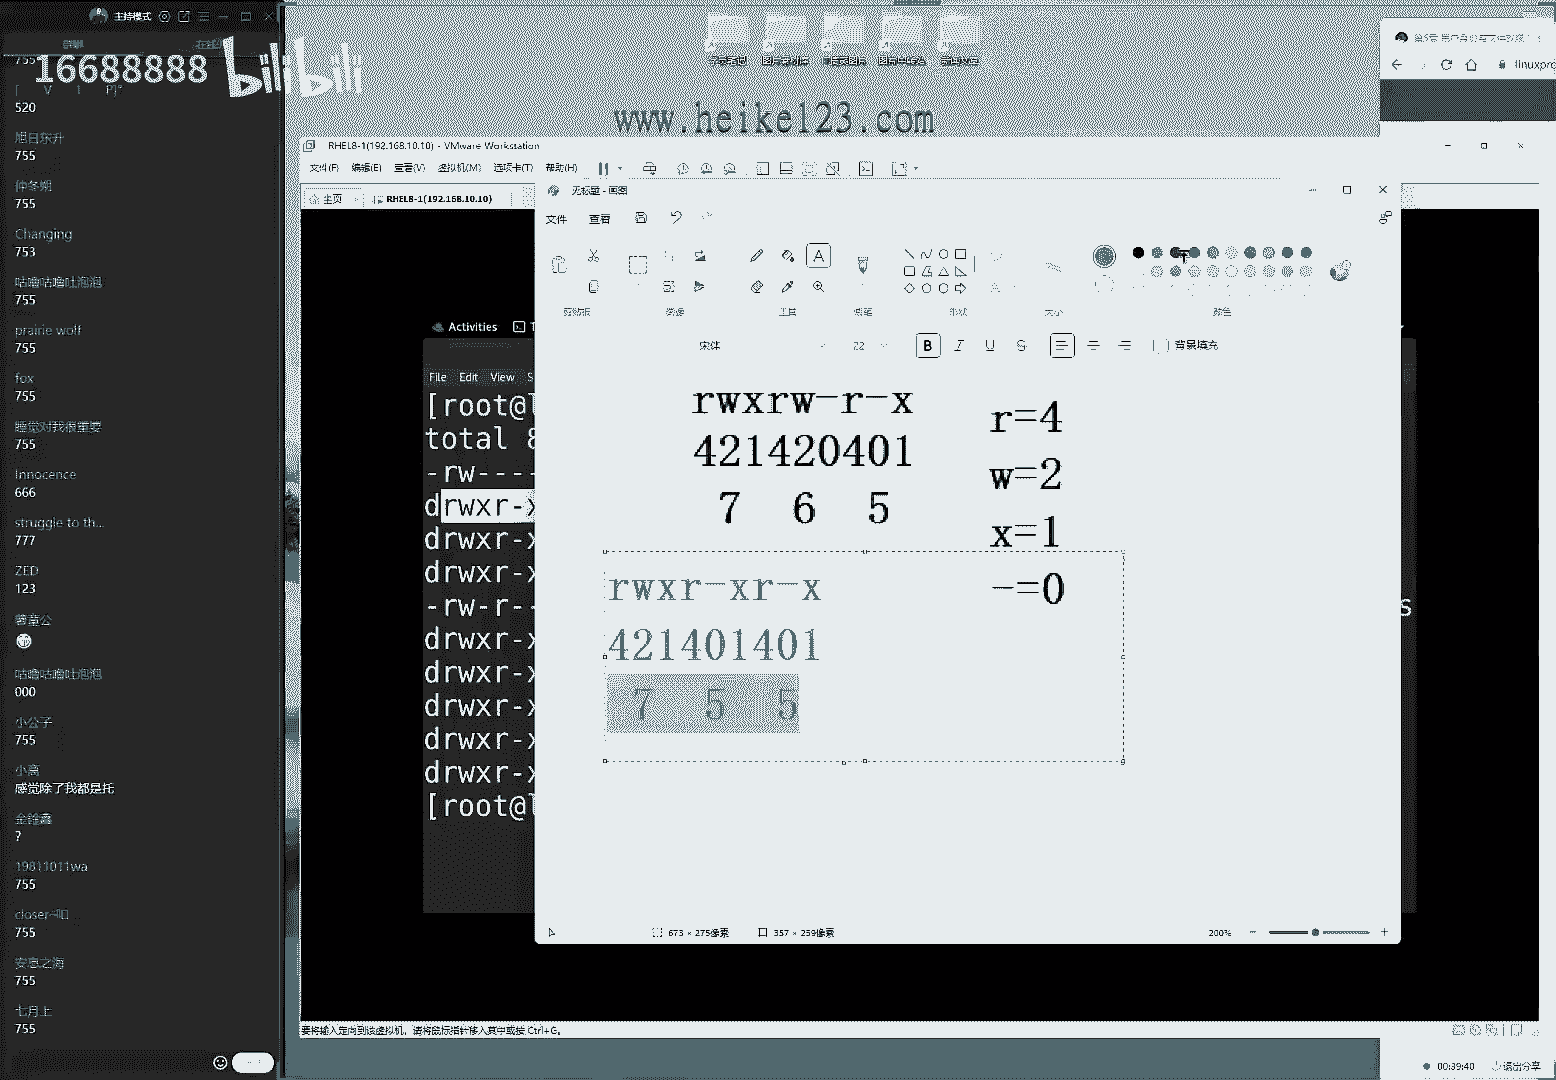 主持模式
16688888 bilibili
755
520
旭日东升
755
仲冬朔
755
Changing
753
咕噜咕噜吐泡泡
755
prairie wolf
755
fox
755
睡觉对我很重要
755
Innocence
666
struggle to th...
777
ZED
123
咕噜咕噜吐泡泡
000
小公子
755
小高
感觉除了我都是托
金铨鑫
?
19811011wa
755
closer
755
安息之海
755
七月上
755
www.heike123.com
linuxpro
RHEL8-1(192.168.10.10) - VMware Workstation
文件(F) 编辑(E) 查看(V) 虚拟机(M) 选项卡(T) 帮助(H)
主页 RHEL8-1(192.168.10.10)
无标题 - 画图
文件 查看
剪贴板 图像 工具 形状 大小 颜色
宋体 22 B I U S 背景填充
Activities
File Edit View S
[root@l
total 8
-rw----
drwxr-x
drwxr-x
drwxr-x
-rw-r--
drwxr-x
drwxr-x
drwxr-x
drwxr-x
drwxr-x
[root@l
s
rwxrw-r-x
421420401
7 6 5
r=4
w=2
x=1
-=0
rwxr-xr-x
421401401
7 5 5
673 × 275像素 357 × 259像素 200%
要将输入定向到该虚拟机，请将鼠标指针移入其中或按 Ctrl+G。
00:39:40 退出分享